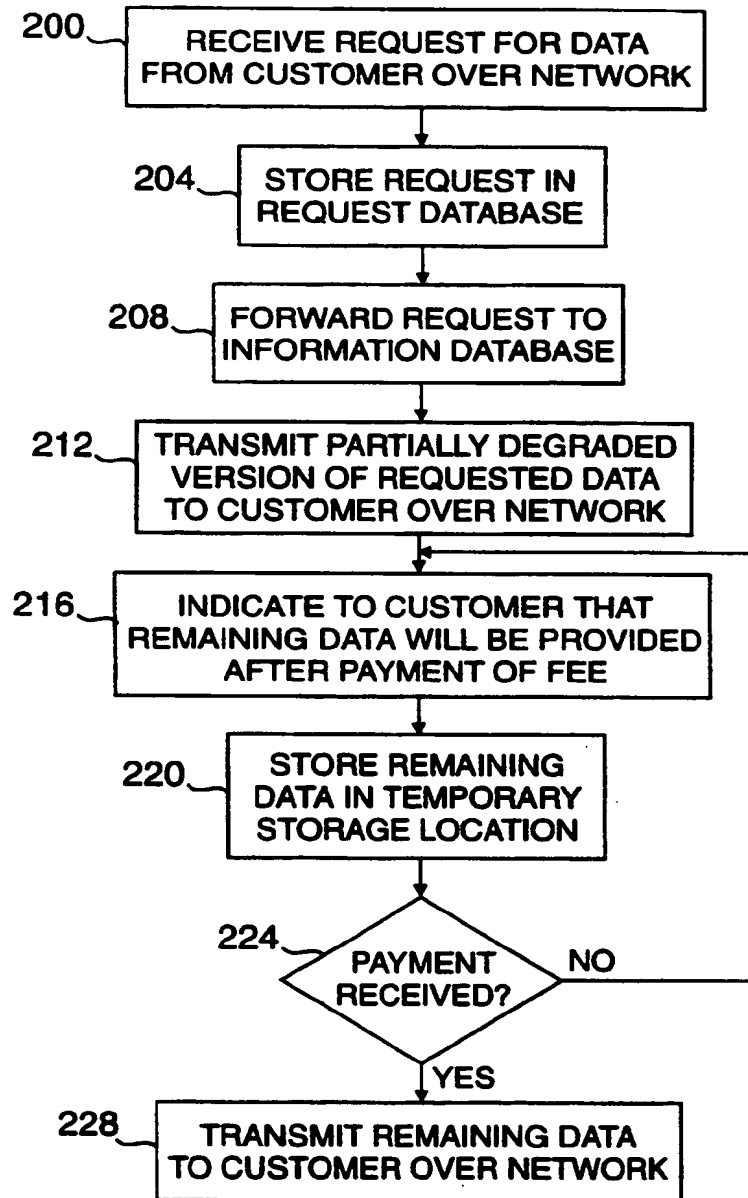 200
RECEIVE REQUEST FOR DATA
FROM CUSTOMER OVER NETWORK
204
STORE REQUEST IN
REQUEST DATABASE
208
FORWARD REQUEST TO
INFORMATION DATABASE
212
TRANSMIT PARTIALLY DEGRADED
VERSION OF REQUESTED DATA
TO CUSTOMER OVER NETWORK
216
INDICATE TO CUSTOMER THAT
REMAINING DATA WILL BE PROVIDED
AFTER PAYMENT OF FEE
220
STORE REMAINING
DATA IN TEMPORARY
STORAGE LOCATION
224
PAYMENT
RECEIVED?
NO
YES
228
TRANSMIT REMAINING DATA
TO CUSTOMER OVER NETWORK